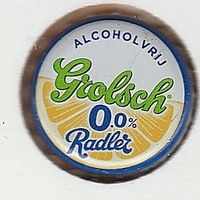 ALCOHOLVRIJ
Grolsch
0.0%
Radler